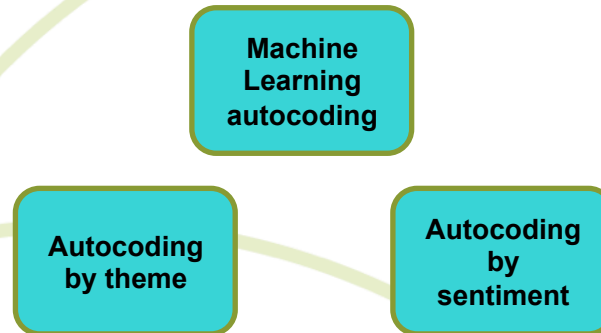 Machine
Learning
autocoding
Autocoding
by theme
Autocoding
by
sentiment